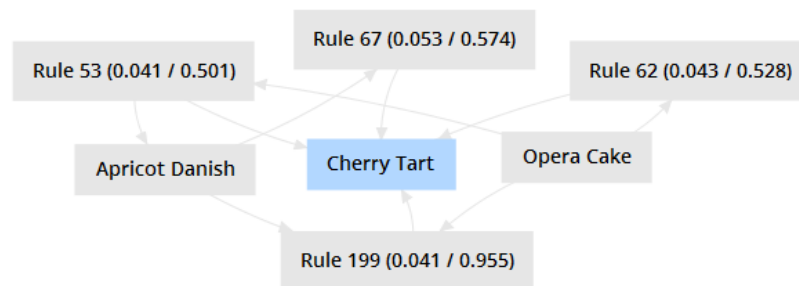 Rule 67 (0.053 / 0.574)
Rule 53 (0.041 / 0.501)
Rule 62 (0.043 / 0.528)
Apricot Danish
Cherry Tart
Opera Cake
Rule 199 (0.041 / 0.955)